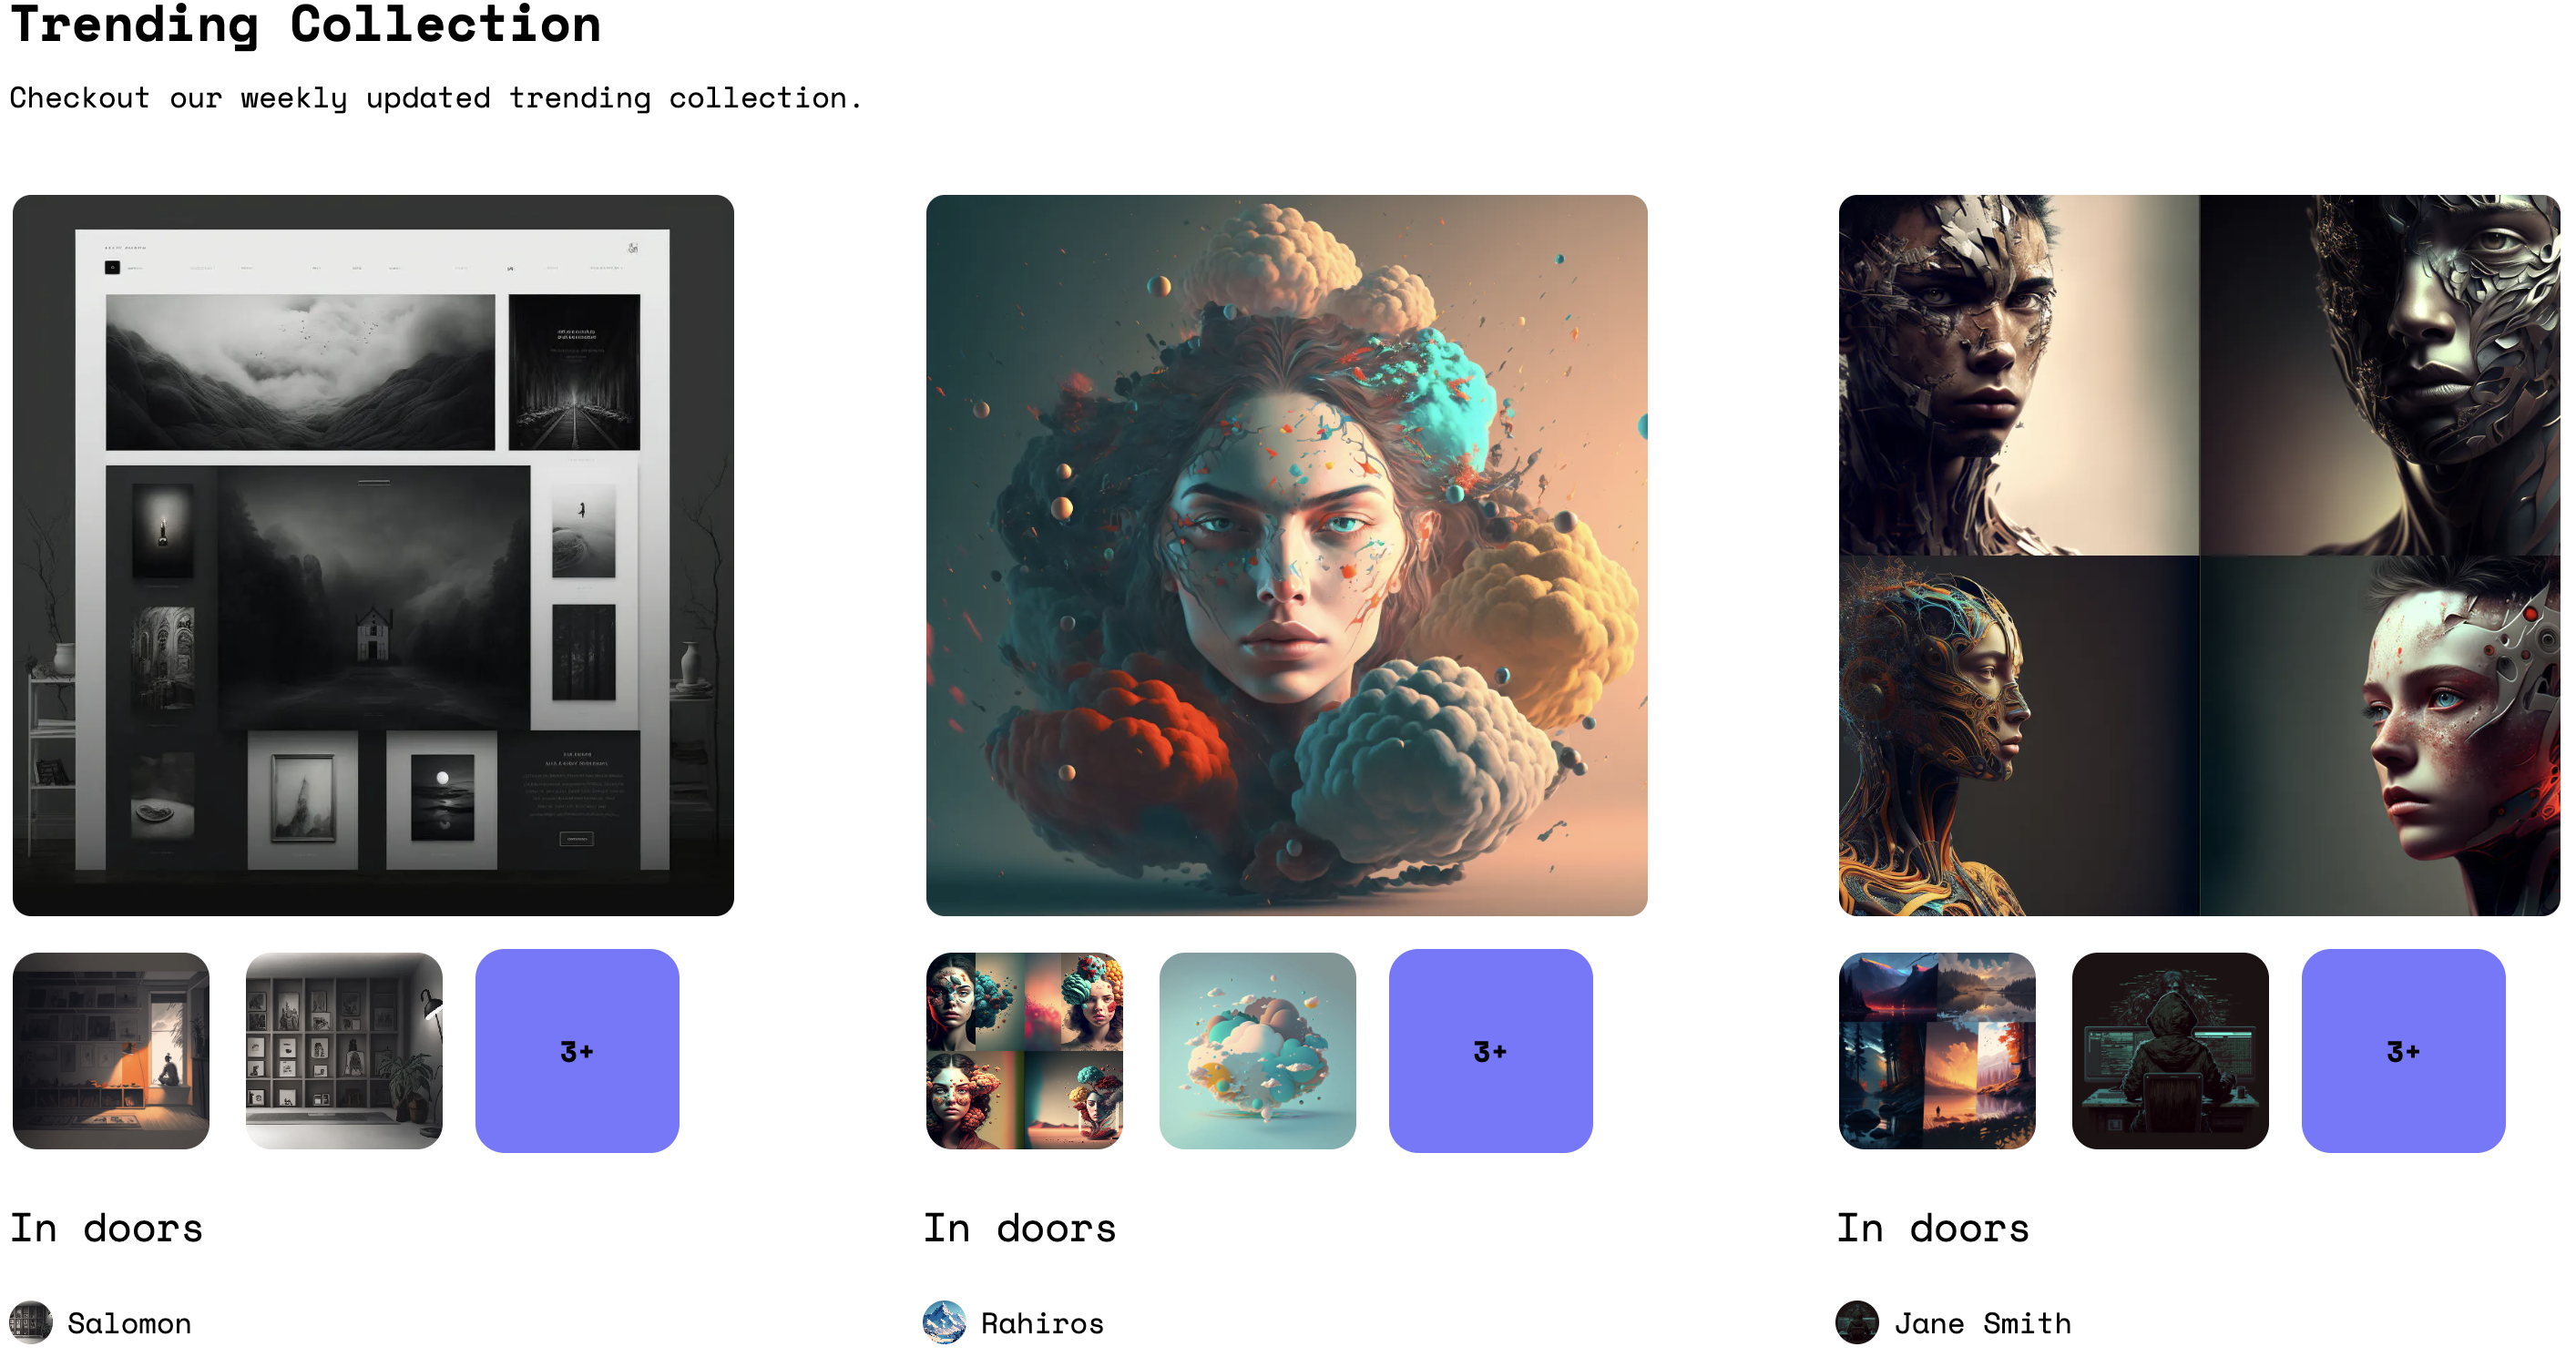 Trending Collection
Checkout our weekly updated trending collection.
3+
3+
3+
In doors
In doors
In doors
Salomon
Rahiros
Jane Smith